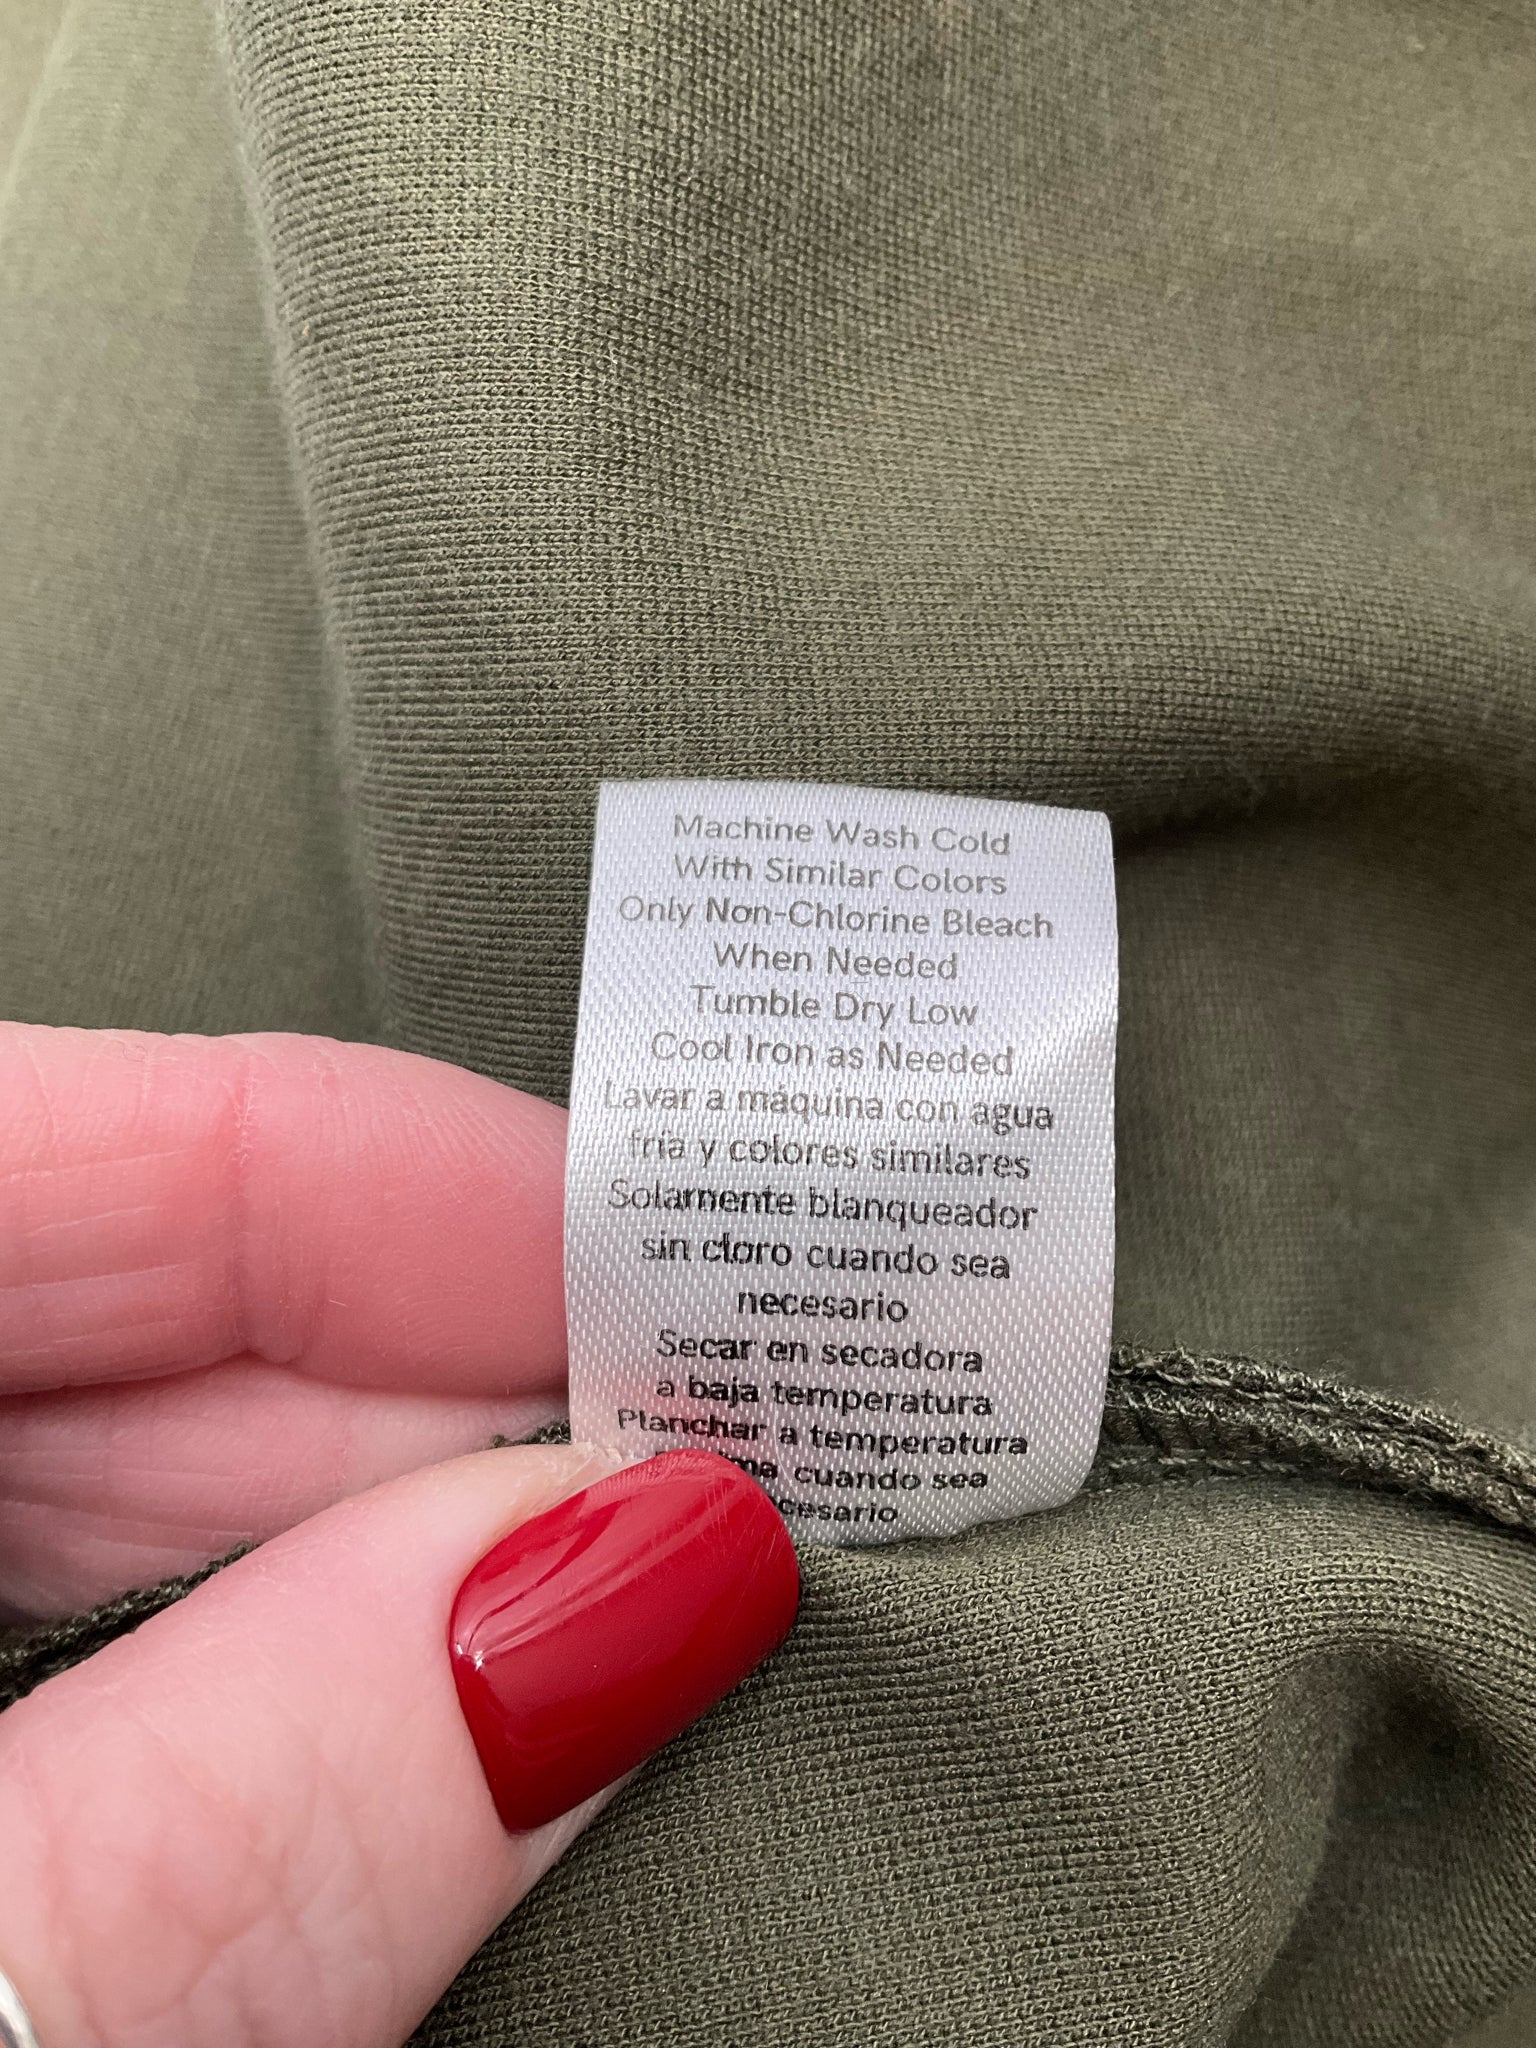 Machine Wash Cold
With Similar Colors
Only Non-Chlorine Bleach
When Needed
Tumble Dry Low
Cool Iron as Needed
Lavar a máquina con agua
fría y colores similares
Solamente blanqueador
sin cloro cuando sea
necesario
Secar en secadora
a baja temperatura
Planchar a temperatura
cuando sea